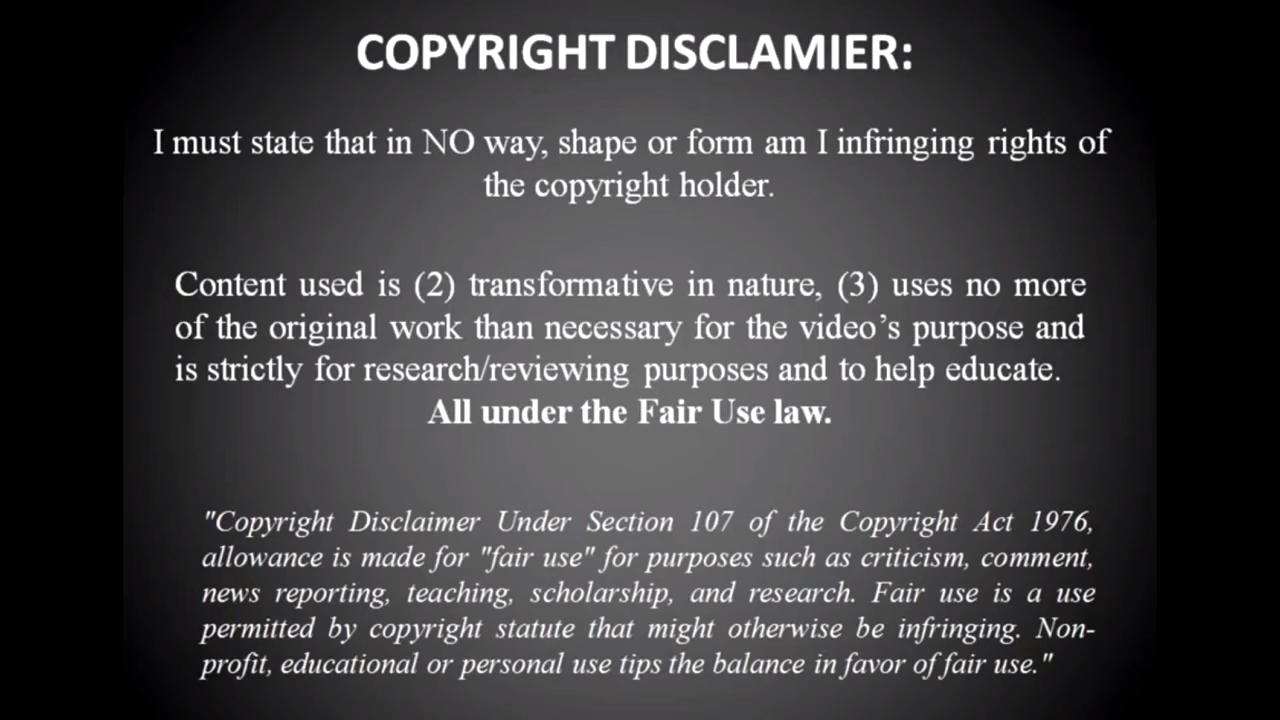 COPYRIGHT DISCLAMIER:
I must state that in NO way, shape or form am I infringing rights of
the copyright holder.
Content used is (2) transformative in nature, (3) uses no more
of the original work than necessary for the video’s purpose and
is strictly for research/reviewing purposes and to help educate.
All under the Fair Use law.
"Copyright Disclaimer Under Section 107 of the Copyright Act 1976,
allowance is made for "fair use" for purposes such as criticism, comment,
news reporting, teaching, scholarship, and research. Fair use is a use
permitted by copyright statute that might otherwise be infringing. Non-
profit, educational or personal use tips the balance in favor of fair use."